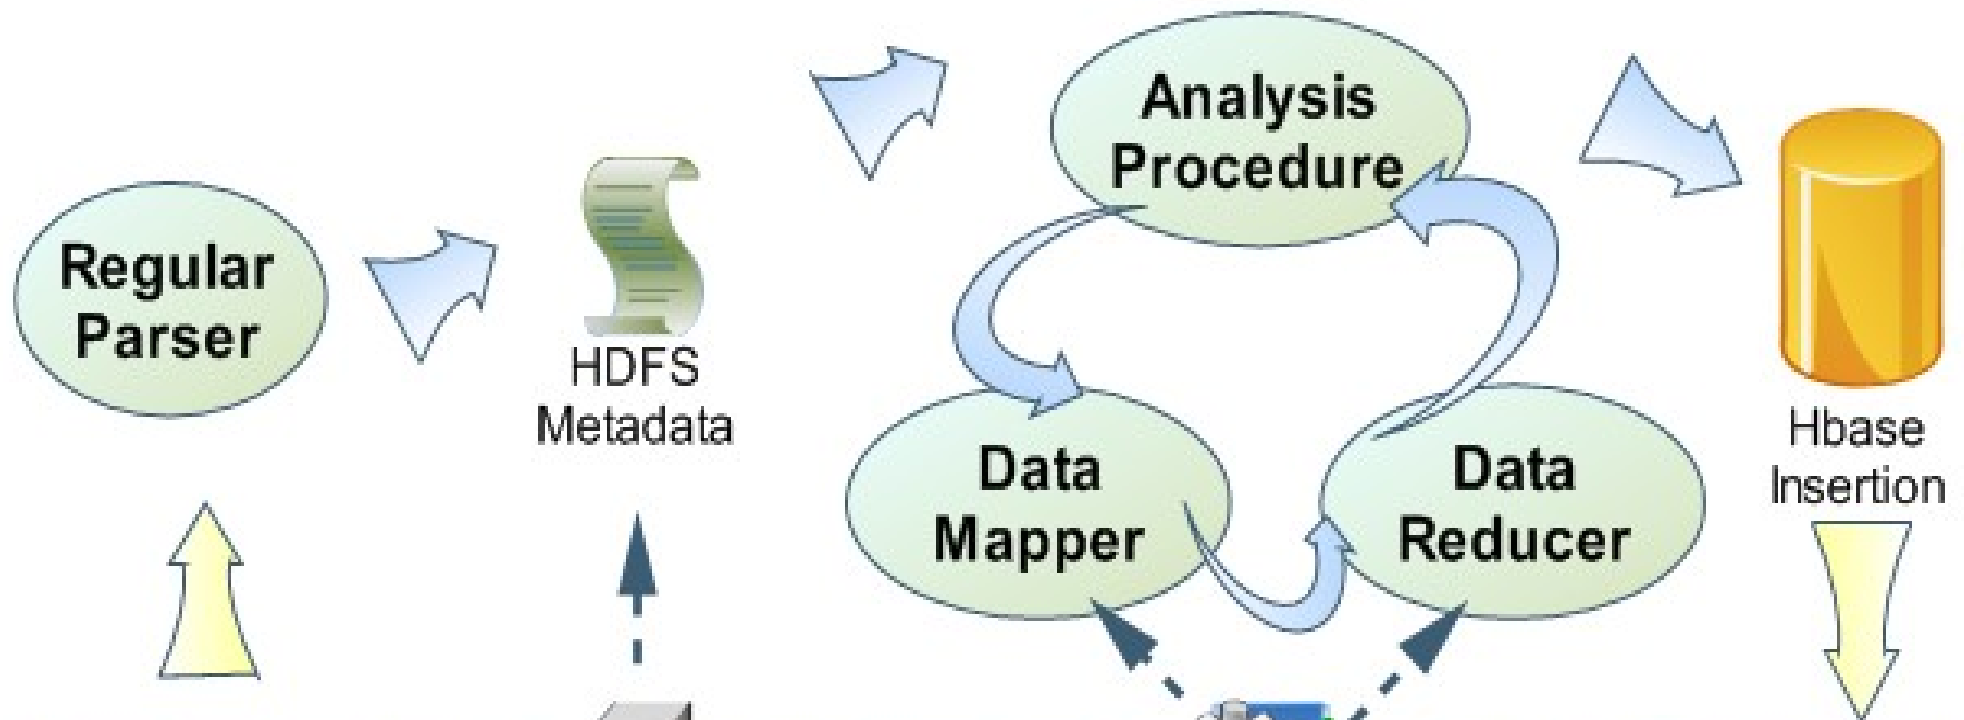 Regular
Parser
HDFS
Metadata
Analysis
Procedure
Data
Mapper
Data
Reducer
Hbase
Insertion